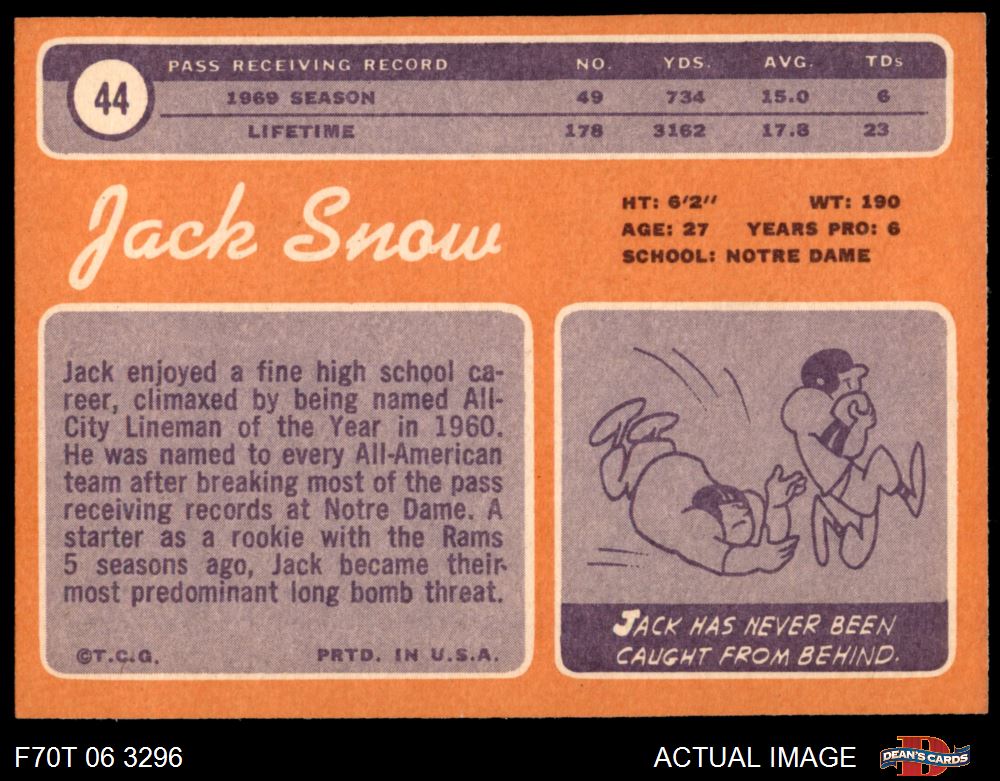 PASS RECEIVING RECORD NO. YDS. AVG. TDs
44
1969 SEASON 49 734 15.0 6
LIFETIME 178 3162 17.8 23
Jack Snow
HT: 6'2" WT: 190
AGE: 27 YEARS PRO: 6
SCHOOL: NOTRE DAME
Jack enjoyed a fine high school ca-
reer, climaxed by being named All-
City Lineman of the Year in 1960.
He was named to every All-American
team after breaking most of the pass
receiving records at Notre Dame. A
starter as a rookie with the Rams
5 seasons ago, Jack became their
most predominant long bomb threat.
©T.C.G. PRTD. IN U.S.A.
JACK HAS NEVER BEEN
CAUGHT FROM BEHIND.
F70T 06 3296 ACTUAL IMAGE
D
DEAN'S CARDS